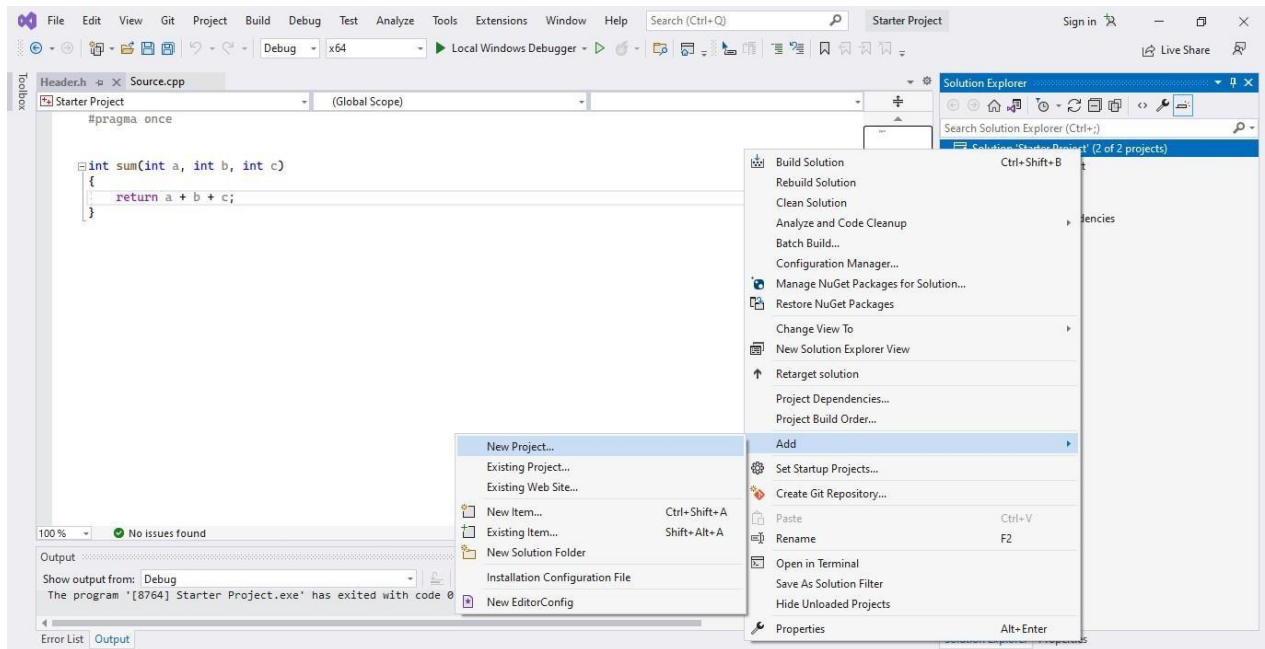 File Edit View Git Project Build Debug Test Analyze Tools Extensions Window Help Search (Ctrl+Q) Starter Project Sign in
Debug x64 Local Windows Debugger Live Share
Toolbox
Header.h Source.cpp
Starter Project (Global Scope)
#pragma once
int sum(int a, int b, int c)
{
return a + b + c;
}
100 % No issues found
Output
Show output from: Debug
The program '[8764] Starter Project.exe' has exited with code 0
Error List Output
Solution Explorer
Search Solution Explorer (Ctrl+;)
Solution 'Starter Project' (2 of 2 projects)
dencies
Build Solution Ctrl+Shift+B
Rebuild Solution
Clean Solution
Analyze and Code Cleanup
Batch Build...
Configuration Manager...
Manage NuGet Packages for Solution...
Restore NuGet Packages
Change View To
New Solution Explorer View
Retarget solution
Project Dependencies...
Project Build Order...
Add
Set Startup Projects...
Create Git Repository...
Paste Ctrl+V
Rename F2
Open in Terminal
Save As Solution Filter
Hide Unloaded Projects
Properties Alt+Enter
New Project...
Existing Project...
Existing Web Site...
New Item... Ctrl+Shift+A
Existing Item... Shift+Alt+A
New Solution Folder
Installation Configuration File
New EditorConfig
Solution Explorer Properties